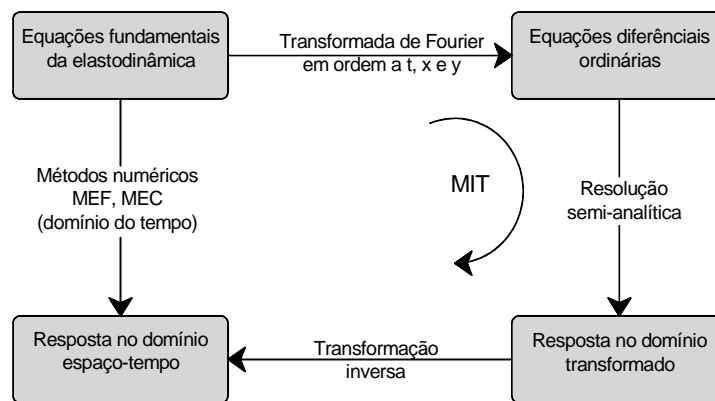 Equações fundamentais
da elastodinâmica
Transformada de Fourier
em ordem a t, x e y
Equações diferênciais
ordinárias
Métodos numéricos
MEF, MEC
(domínio do tempo)
MIT
Resolução
semi-analítica
Resposta no domínio
espaço-tempo
Transformação
inversa
Resposta no domínio
transformado